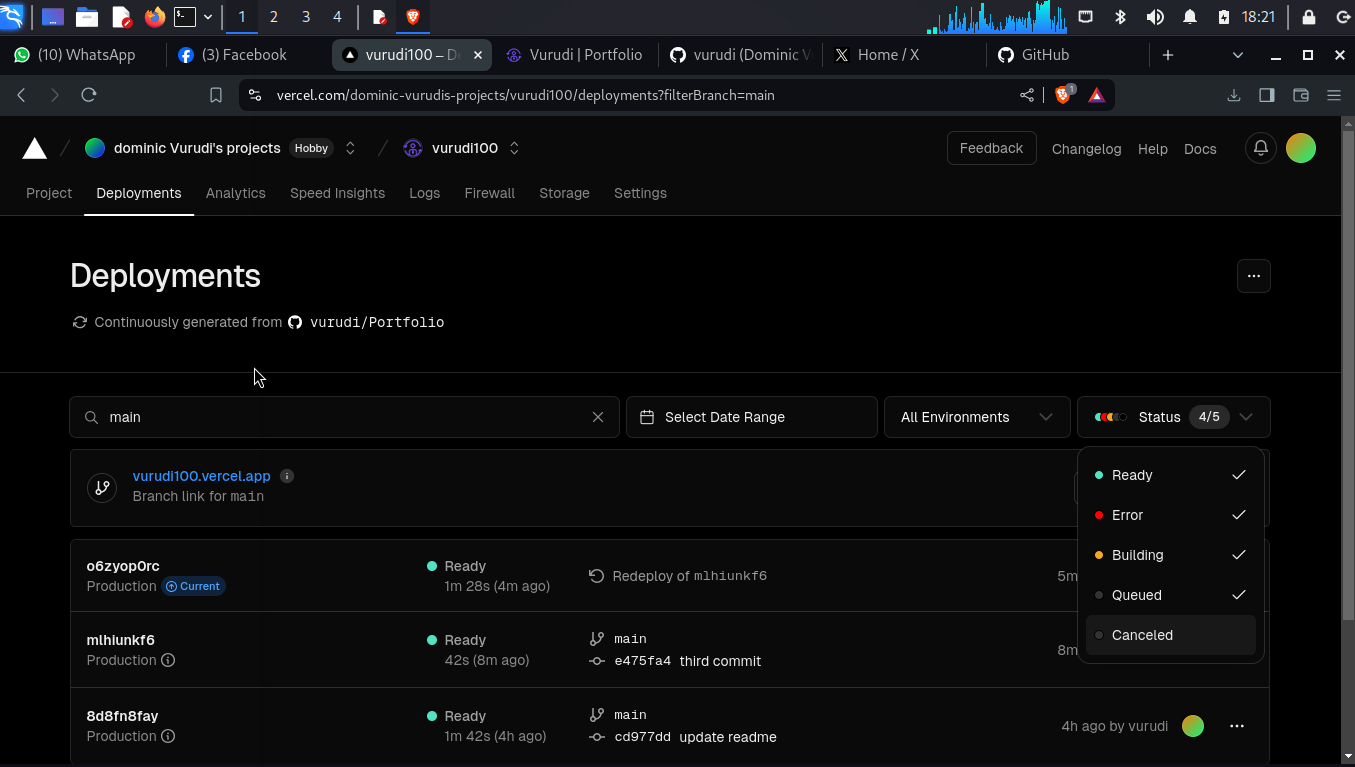 1 2 3 4 18:21
(10) WhatsApp (3) Facebook vurudi100 – De Vurudi | Portfolio vurudi (Dominic V Home / X GitHub
vercel.com/dominic-vurudis-projects/vurudi100/deployments?filterBranch=main 1
dominic Vurudi's projects Hobby vurudi100 Feedback Changelog Help Docs
Project Deployments Analytics Speed Insights Logs Firewall Storage Settings
Deployments
Continuously generated from vurudi/Portfolio
main Select Date Range All Environments Status 4/5
vurudi100.vercel.app
Branch link for main
Ready
Error
Building
Queued
Canceled
o6zyop0rc Ready Redeploy of mlhiunkf6 5m
Production Current 1m 28s (4m ago)
mlhiunkf6 Ready main
Production 42s (8m ago) e475fa4 third commit 8m
8d8fn8fay Ready main
Production 1m 42s (4h ago) cd977dd update readme 4h ago by vurudi